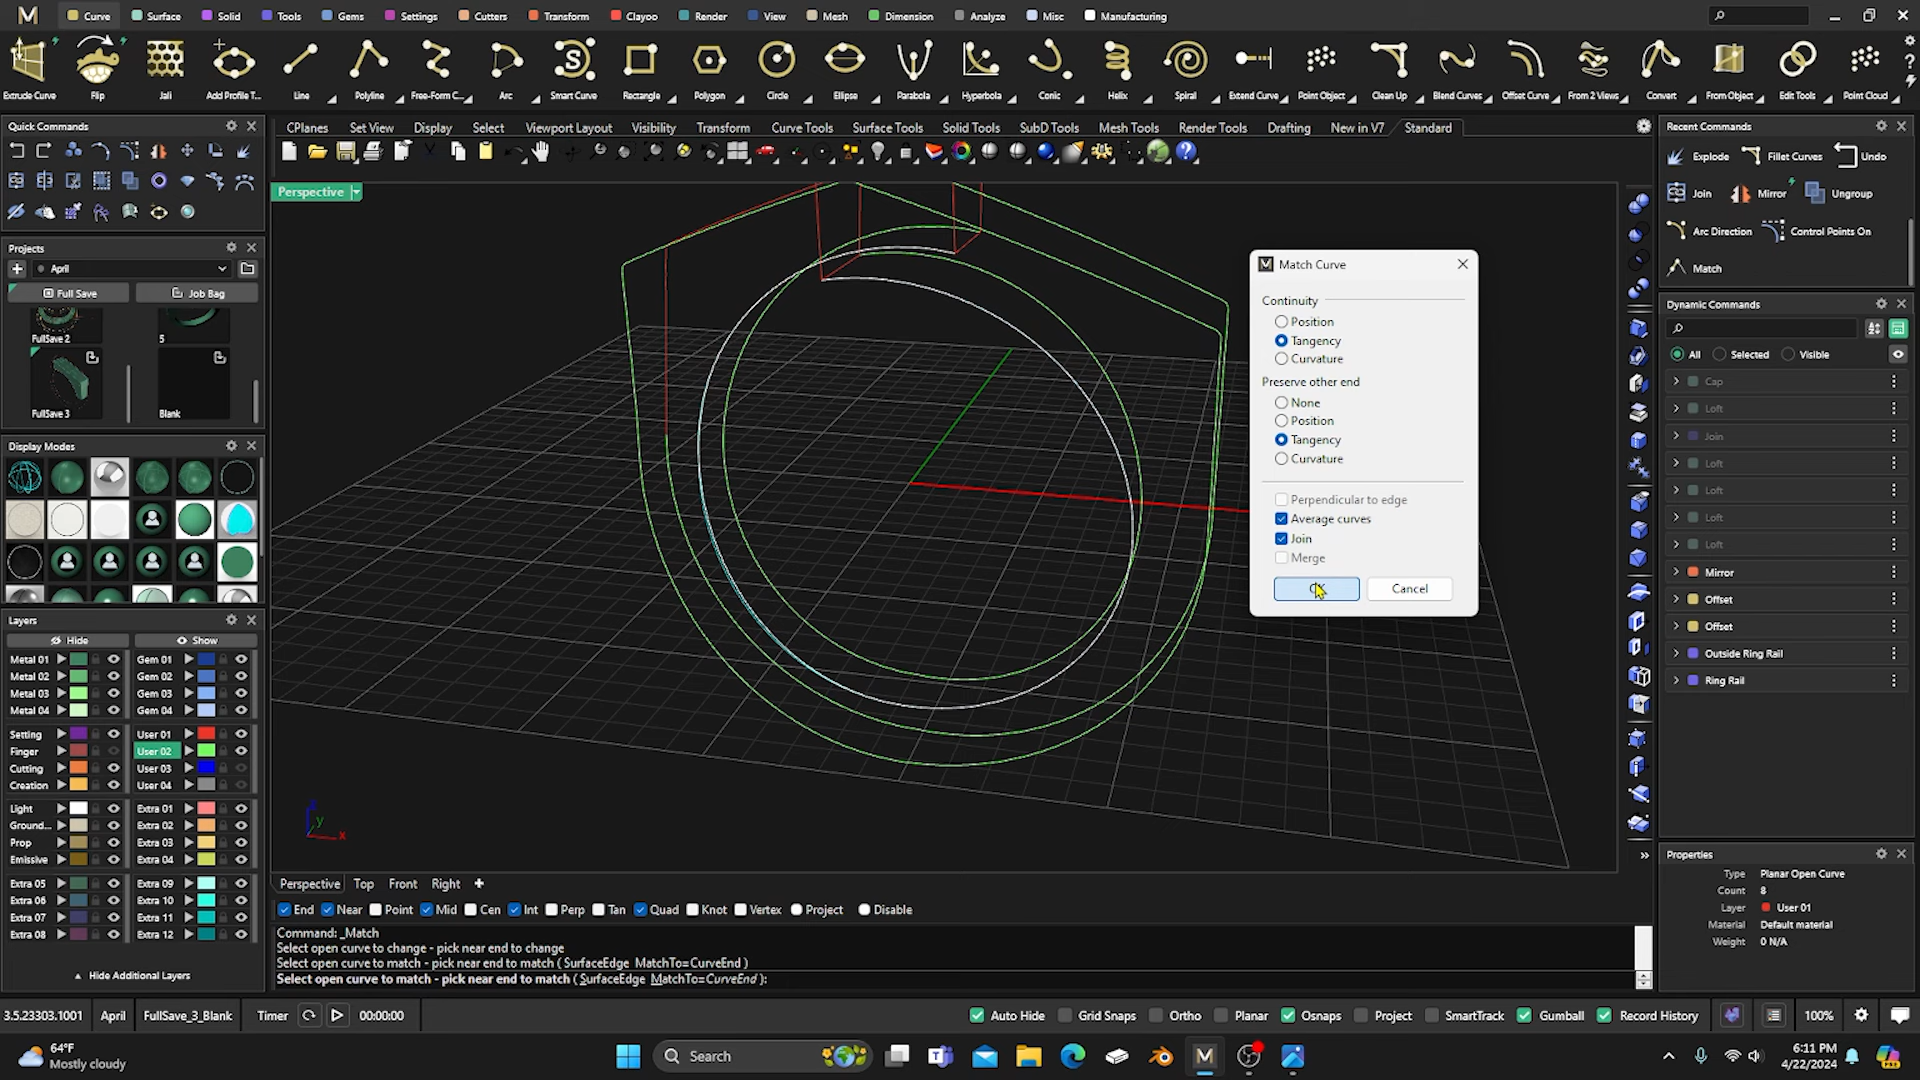 Curve Surface Solid Tools Gems Settings Cutters Transform Clayoo Render View Mesh Dimension Analyze Misc Manufacturing
Extrude Curve Flip Jali Add Profile T... Line Polyline Free-Form C... Arc Smart Curve Rectangle Polygon Circle Ellipse Parabola Hyperbola Conic Helix Spiral Extend Curve Point Object Clean Up Blend Curves Offset Curve From 2 Views Convert From Object Edit Tools Point Cloud
Quick Commands
CPlanes Set View Display Select Viewport Layout Visibility Transform Curve Tools Surface Tools Solid Tools SubD Tools Mesh Tools Render Tools Drafting New in V7 Standard
Recent Commands
Explode Fillet Curves Undo
Join Mirror Ungroup
Arc Direction Control Points On
Match
Perspective
Projects
April
Full Save Job Bag
FullSave 2 5
FullSave 3 Blank
Match Curve
Continuity
Position
Tangency
Curvature
Preserve other end
None
Position
Tangency
Curvature
Perpendicular to edge
Average curves
Join
Merge
Cancel
Dynamic Commands
All Selected Visible
Cap
Loft
Join
Loft
Loft
Loft
Loft
Mirror
Offset
Offset
Outside Ring Rail
Ring Rail
Display Modes
Layers
Hide Show
Metal 01 Gem 01
Metal 02 Gem 02
Metal 03 Gem 03
Metal 04 Gem 04
Setting User 01
Finger User 02
Cutting User 03
Creation User 04
Light Extra 01
Ground... Extra 02
Prop Extra 03
Emissive Extra 04
Extra 05 Extra 09
Extra 06 Extra 10
Extra 07 Extra 11
Extra 08 Extra 12
Hide Additional Layers
z
y
x
Perspective Top Front Right
End Near Point Mid Cen Int Perp Tan Quad Knot Vertex Project Disable
Command: _Match
Select open curve to change - pick near end to change
Select open curve to match - pick near end to match ( SurfaceEdge MatchTo=CurveEnd )
Select open curve to match - pick near end to match ( SurfaceEdge MatchTo=CurveEnd ):
Properties
Type Planar Open Curve
Count 8
Layer User 01
Material Default material
Weight 0 N/A
3.5.23303.1001 April FullSave_3_Blank Timer 00:00:00 Auto Hide Grid Snaps Ortho Planar Osnaps Project SmartTrack Gumball Record History 100%
64°F
Mostly cloudy
Search
6:11 PM
4/22/2024